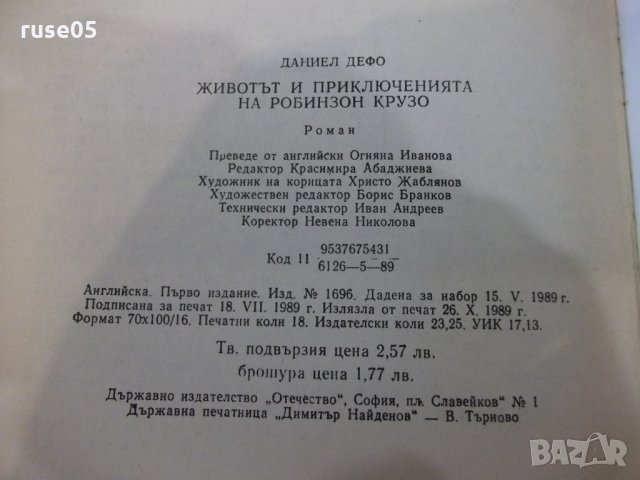 ruse05
ДАНИЕЛ ДЕФО
ЖИВОТЪТ И ПРИКЛЮЧЕНИЯТА
НА РОБИНЗОН КРУЗО
Роман
Преведе от английски Огняна Иванова
Редактор Красимира Абаджиева
Художник на корицата Христо Жаблянов
Художествен редактор Борис Бранков
Технически редактор Иван Андреев
Коректор Невена Николова
Код 11 9537675431
6126—5—89
Английска. Първо издание. Изд. № 1696. Дадена за набор 15. V. 1989 г.
Подписана за печат 18. VII. 1989 г. Излязла от печат 26. X. 1989 г.
Формат 70х100/16. Печатни коли 18. Издателски коли 23,25. УИК 17,13.
Тв. подвързия цена 2,57 лв.
брошура цена 1,77 лв.
Държавно издателство „Отечество“, София, пл. Славейков“ № 1
Държавна печатница „Димитър Найденов“ — В. Търново
BAZAR